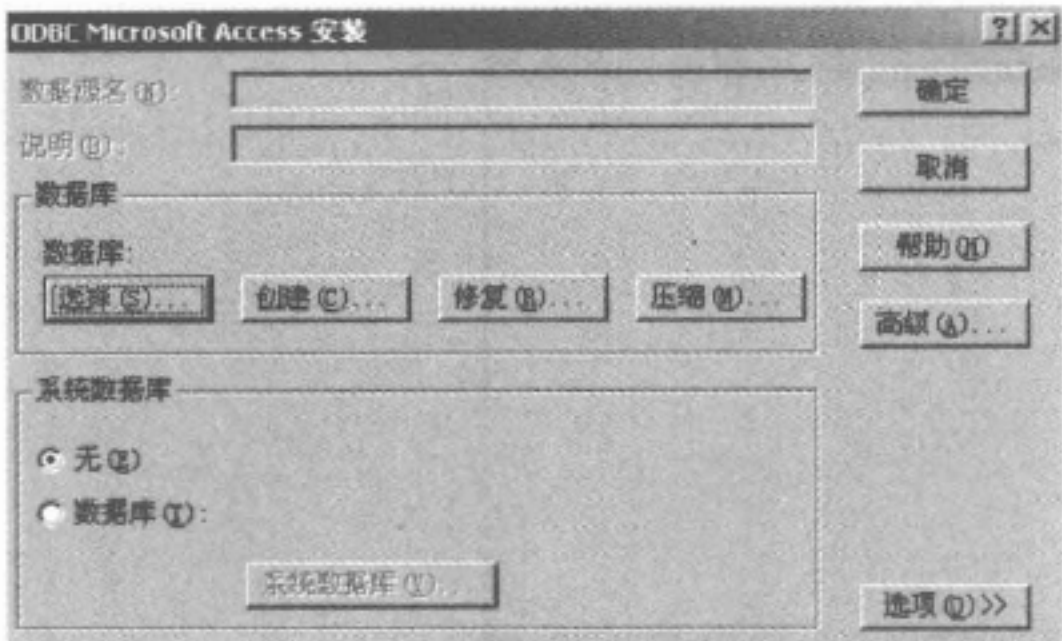 ODBC Microsoft Access 安装
数据源名(N):
说明(D):
确定
取消
帮助(H)
高级(A)...
数据库
数据库:
选择(S)... 创建(C)... 修复(R)... 压缩(M)...
系统数据库
无(E)
数据库(T):
系统数据库(Y)...
选项(O)>>